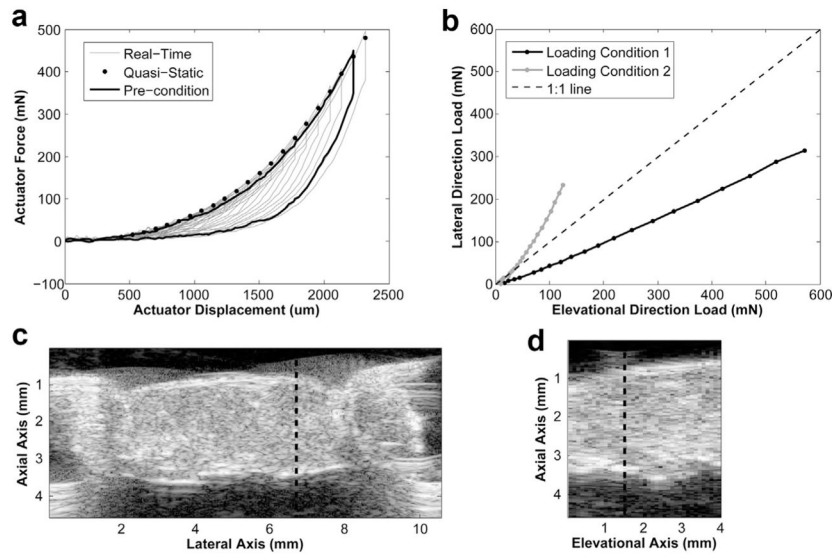 a
Real−Time
Quasi−Static
Pre−condition
500
400
300
200
100
0
−100
Actuator Force (mN)
0 500 1000 1500 2000 2500
Actuator Displacement (um)
b
Loading Condition 1
Loading Condition 2
1:1 line
600
500
400
300
200
100
0
Lateral Direction Load (mN)
0 100 200 300 400 500 600
Elevational Direction Load (mN)
c
1
2
3
4
Axial Axis (mm)
2 4 6 8 10
Lateral Axis (mm)
d
1
2
3
4
Axial Axis (mm)
1 2 3 4
Elevational Axis (mm)